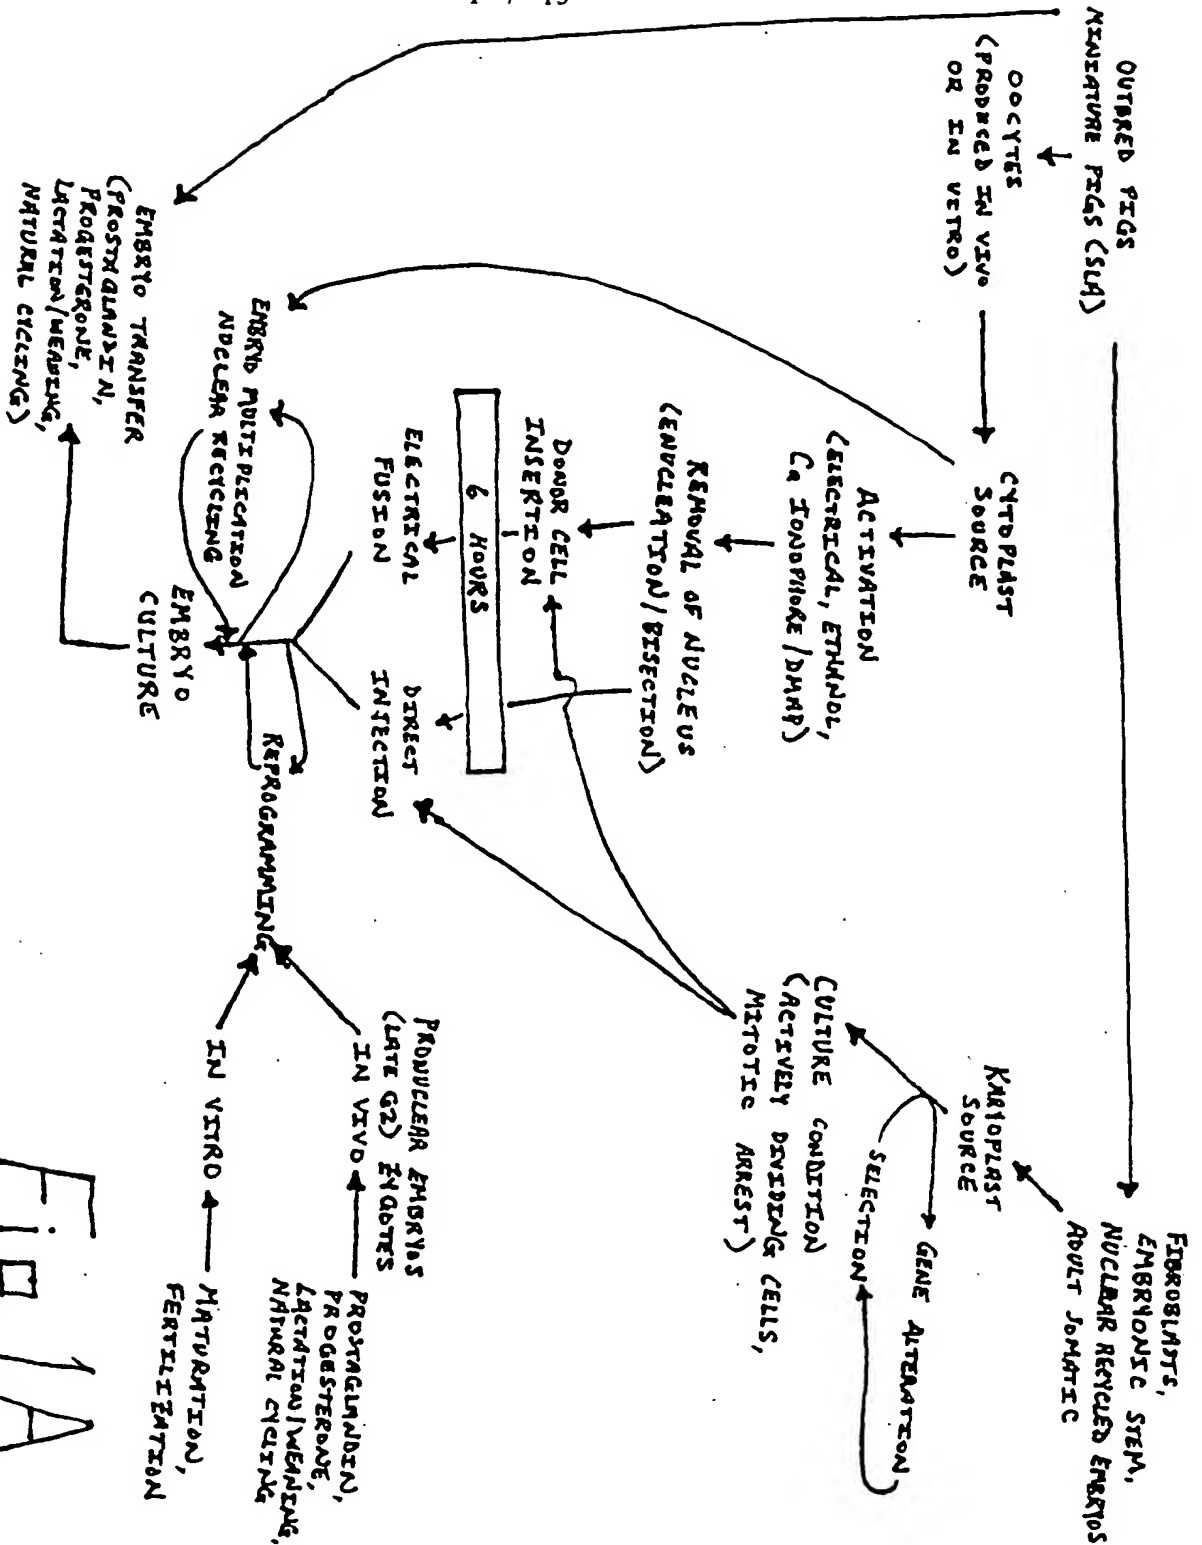 OUTBRED PIGS
MINIATURE PIGS (SLA)
OOCYTES
(PRODUCED IN VIVO
OR IN VITRO)
CYTOPLAST
SOURCE
ACTIVATION
(ELECTRICAL, ETHANOL,
Ca IONOPHORE/DMAP)
REMOVAL OF NUCLEUS
(ENUCLEATION/BISECTION)
DONOR CELL
INSERTION
6 HOURS
ELECTRICAL
FUSION
DIRECT
INJECTION
EMBRYO MULTIPLICATION
NUCLEAR RECYCLING
EMBRYO
CULTURE
EMBRYO TRANSFER
(PROSTAGLANDIN,
PROGESTERONE,
LACTATION/WEANING,
NATURAL CYCLING)
FIBROBLASTS,
EMBRYONIC STEM,
NUCLEAR RECYCLED EMBRYOS
ADULT SOMATIC
KARYOPLAST
SOURCE
GENE ALTERATION
SELECTION
CULTURE CONDITION
(ACTIVELY DIVIDING CELLS,
MITOTIC ARREST)
REPROGRAMMING
PRONUCLEAR EMBRYOS
(LATE G2) ZYGOTES
IN VIVO
PROSTAGLANDIN,
PROGESTERONE,
LACTATION/WEANING,
NATURAL CYCLING
IN VITRO
MATURATION,
FERTILIZATION
Fig 1A